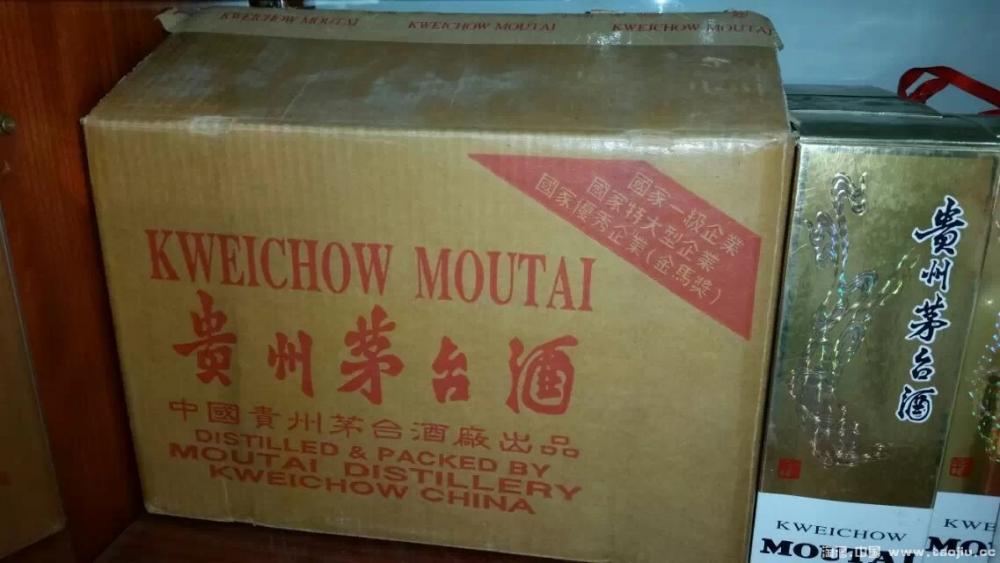 KWEICHOW MOUTAI KWEICHOW MOUTAI KWEICHOW MOUTAI
國家一級企業
國家特大型企業
國家優秀企業(金馬獎)
KWEICHOW MOUTAI
貴州茅台酒
中國貴州茅台酒廠出品
DISTILLED & PACKED BY
MOUTAI DISTILLERY
KWEICHOW CHINA
貴州茅台酒
KWEICHOW
MOUTAI
KWE
MO
www.taojiu.cc